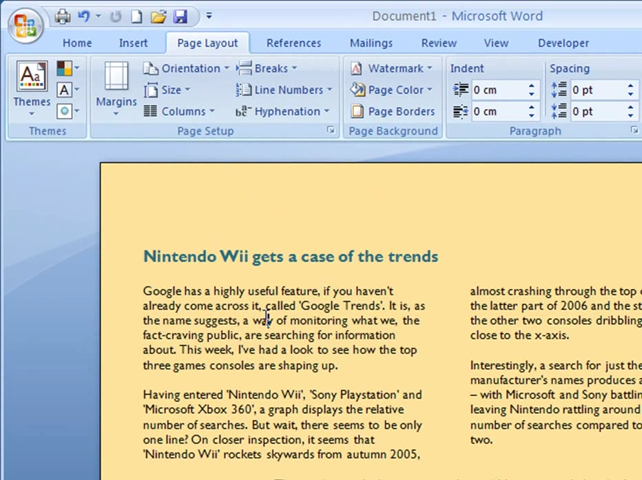 Document1 - Microsoft Word
Home Insert Page Layout References Mailings Review View Developer
Themes
Themes
Margins
Orientation
Size
Columns
Breaks
Line Numbers
Hyphenation
Page Setup
Watermark
Page Color
Page Borders
Page Background
Indent
0 cm
0 cm
Spacing
0 pt
0 pt
Paragraph
Nintendo Wii gets a case of the trends
Google has a highly useful feature, if you haven't
already come across it, called 'Google Trends'. It is, as
the name suggests, a way of monitoring what we, the
fact-craving public, are searching for information
about. This week, I've had a look to see how the top
three games consoles are shaping up.
Having entered 'Nintendo Wii', 'Sony Playstation' and
'Microsoft Xbox 360', a graph displays the relative
number of searches. But wait, there seems to be only
one line? On closer inspection, it seems that
'Nintendo Wii' rockets skywards from autumn 2005,
almost crashing through the top
the latter part of 2006 and the st
the other two consoles dribbling
close to the x-axis.
Interestingly, a search for just the
manufacturer's names produces a
– with Microsoft and Sony battlin
leaving Nintendo rattling around
number of searches compared to
two.